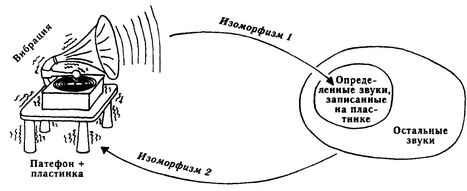 Вибрация
Изоморфизм 1
Опреде-
ленные звуки,
записанные
на плас-
тинке
Остальные
звуки
Изоморфизм 2
Патефон +
пластинка